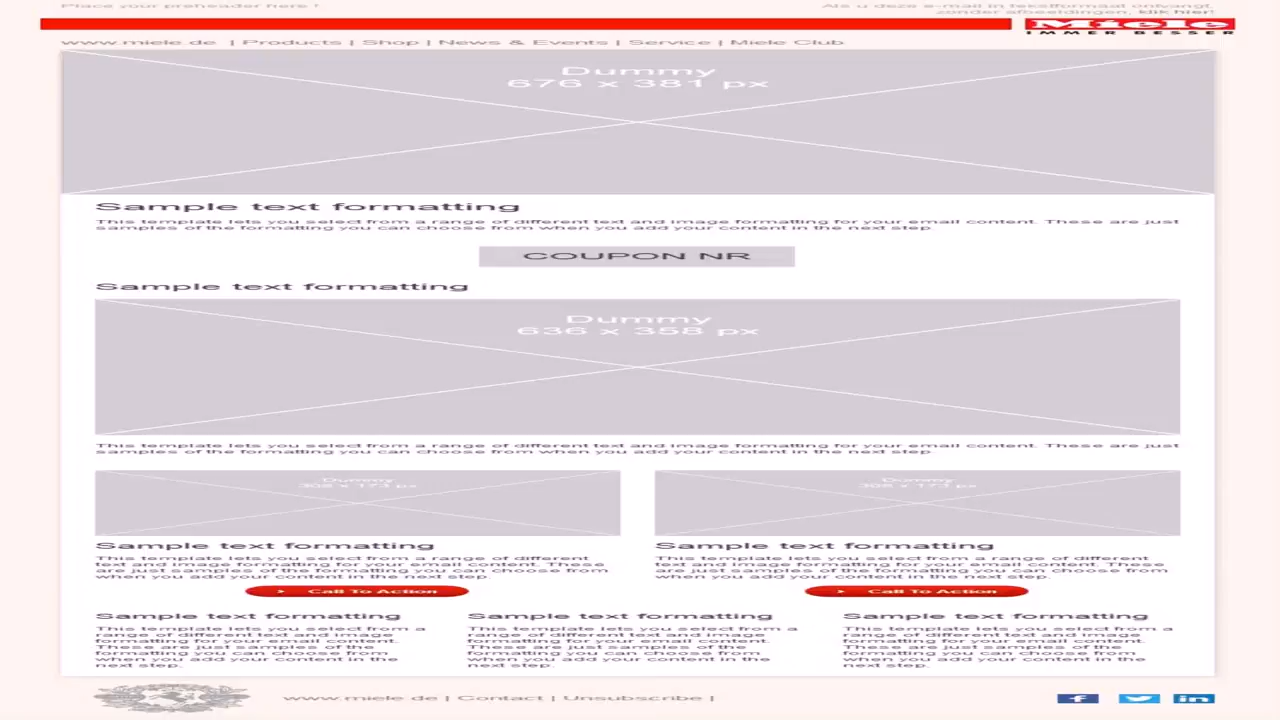 Place your preheader here !
Als u deze e-mail in tekstformaat ontvangt,
zonder afbeeldingen, klik hier!
Miele
IMMER BESSER
www.miele.de | Products | Shop | News & Events | Service | Miele Club
Dummy
676 x 381 px
Sample text formatting
This template lets you select from a range of different text and image formatting for your email content. These are just
samples of the formatting you can choose from when you add your content in the next step.
COUPON NR
Sample text formatting
Dummy
636 x 358 px
This template lets you select from a range of different text and image formatting for your email content. These are just
samples of the formatting you can choose from when you add your content in the next step.
Dummy
308 x 173 px
Sample text formatting
This template lets you select from a range of different
text and image formatting for your email content. These
are just samples of the formatting you can choose from
when you add your content in the next step.
Call To Action
Dummy
308 x 173 px
Sample text formatting
This template lets you select from a range of different
text and image formatting for your email content. These
are just samples of the formatting you can choose from
when you add your content in the next step.
Call To Action
Sample text formatting
This template lets you select from a
range of different text and image
formatting for your email content.
These are just samples of the
formatting you can choose from
when you add your content in the
next step.
Sample text formatting
This template lets you select from a
range of different text and image
formatting for your email content.
These are just samples of the
formatting you can choose from
when you add your content in the
next step.
Sample text formatting
This template lets you select from a
range of different text and image
formatting for your email content.
These are just samples of the
formatting you can choose from
when you add your content in the
next step.
www.miele.de | Contact | Unsubscribe |